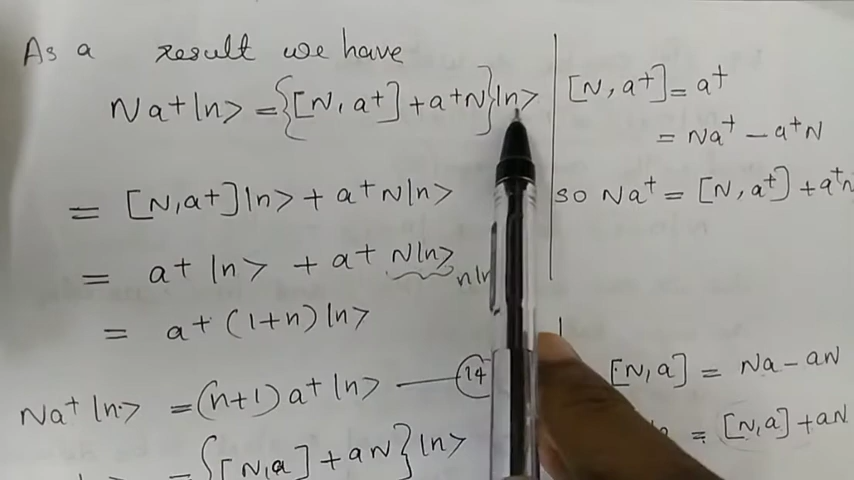 As a result we have
Na+|n> = {[N,a+] + a+N}|n>
= [N,a+]|n> + a+N|n>
= a+ |n> + a+ N|n>
n|n
= a+ (1+n)|n>
Na+ |n> = (n+1) a+ |n> — 14
= {[N,a] + aN}|n>
[N,a+] = a+
= Na+ - a+N
so Na+ = [N,a+] + a+N
[N,a] = Na - aN
= [N,a] + aN